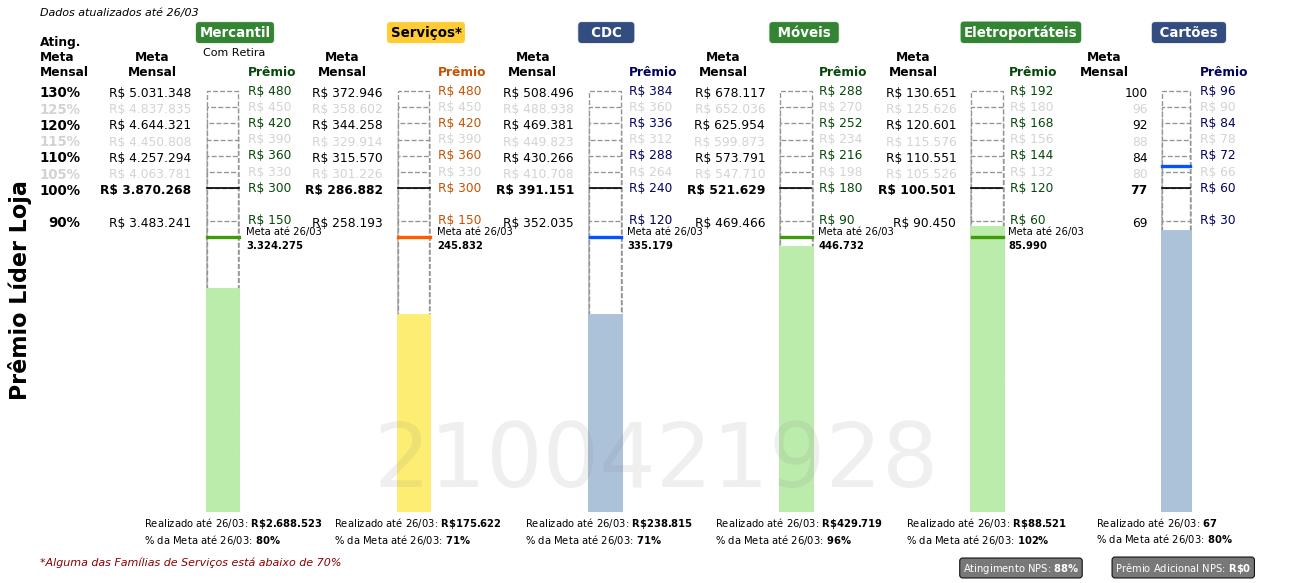 Dados atualizados até 26/03
Mercantil Serviços* CDC Móveis Eletroportáteis Cartões
Com Retira
Ating. Meta Mensal Meta Mensal Prêmio Meta Mensal Prêmio Meta Mensal Prêmio Meta Mensal Prêmio Meta Mensal Prêmio Meta Mensal Prêmio
130% R$ 5.031.348 R$ 480 R$ 372.946 R$ 480 R$ 508.496 R$ 384 R$ 678.117 R$ 288 R$ 130.651 R$ 192 100 R$ 96
125% R$ 4.837.835 R$ 450 R$ 358.602 R$ 450 R$ 488.938 R$ 360 R$ 652.036 R$ 270 R$ 125.626 R$ 180 96 R$ 90
120% R$ 4.644.321 R$ 420 R$ 344.258 R$ 420 R$ 469.381 R$ 336 R$ 625.954 R$ 252 R$ 120.601 R$ 168 92 R$ 84
115% R$ 4.450.808 R$ 390 R$ 329.914 R$ 390 R$ 449.823 R$ 312 R$ 599.873 R$ 234 R$ 115.576 R$ 156 88 R$ 78
110% R$ 4.257.294 R$ 360 R$ 315.570 R$ 360 R$ 430.266 R$ 288 R$ 573.791 R$ 216 R$ 110.551 R$ 144 84 R$ 72
105% R$ 4.063.781 R$ 330 R$ 301.226 R$ 330 R$ 410.708 R$ 264 R$ 547.710 R$ 198 R$ 105.526 R$ 132 80 R$ 66
100% R$ 3.870.268 R$ 300 R$ 286.882 R$ 300 R$ 391.151 R$ 240 R$ 521.629 R$ 180 R$ 100.501 R$ 120 77 R$ 60
90% R$ 3.483.241 R$ 150 R$ 258.193 R$ 150 R$ 352.035 R$ 120 R$ 469.466 R$ 90 R$ 90.450 R$ 60 69 R$ 30
Meta até 26/03 Meta até 26/03 Meta até 26/03 Meta até 26/03 Meta até 26/03
3.324.275 245.832 335.179 446.732 85.990
Prêmio Líder Loja
2100421928
Realizado até 26/03: R$2.688.523 Realizado até 26/03: R$175.622 Realizado até 26/03: R$238.815 Realizado até 26/03: R$429.719 Realizado até 26/03: R$88.521 Realizado até 26/03: 67
% da Meta até 26/03: 80% % da Meta até 26/03: 71% % da Meta até 26/03: 71% % da Meta até 26/03: 96% % da Meta até 26/03: 102% % da Meta até 26/03: 80%
*Alguma das Famílias de Serviços está abaixo de 70%
Atingimento NPS: 88% Prêmio Adicional NPS: R$0